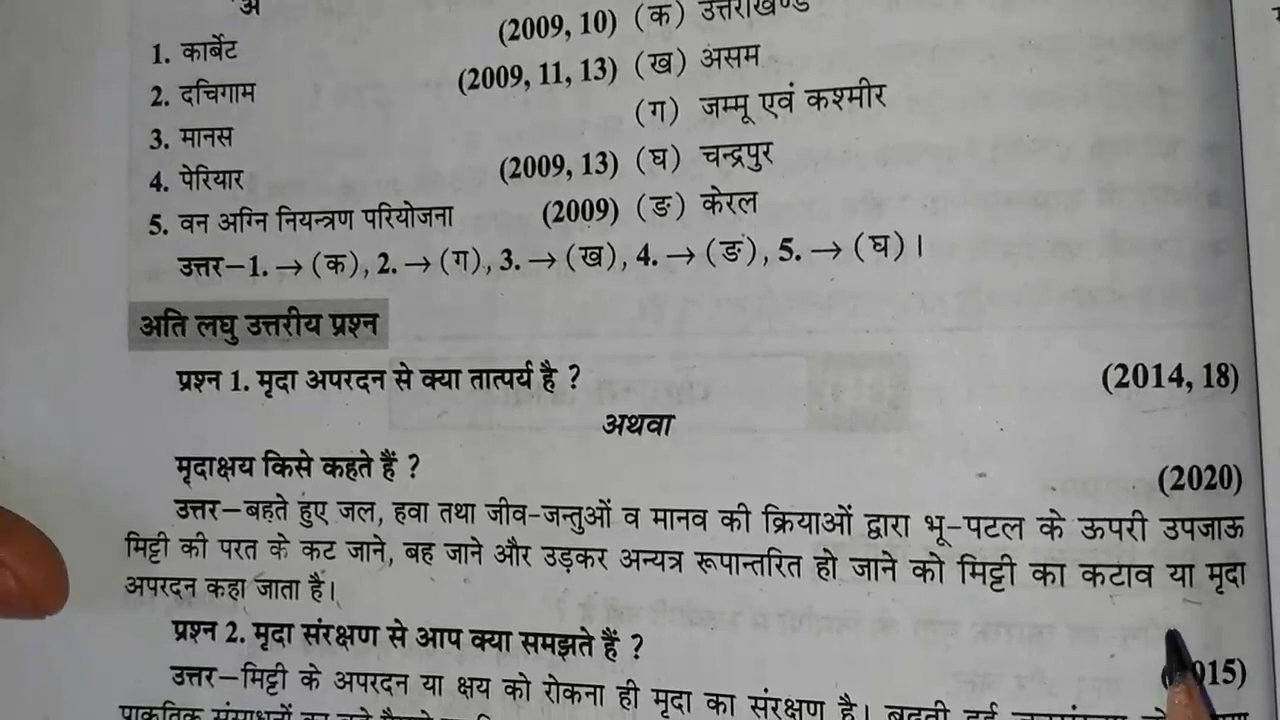 अ
(2009, 10) (क) उत्तराखण्ड
1. कार्बेट
(2009, 11, 13) (ख) असम
2. दचिगाम
(ग) जम्मू एवं कश्मीर
3. मानस
(2009, 13) (घ) चन्द्रपुर
4. पेरियार
5. वन अग्नि नियन्त्रण परियोजना (2009) (ङ) केरल
उत्तर–1. → (क), 2. → (ग), 3. → (ख), 4. → (ङ), 5. → (घ)।
अति लघु उत्तरीय प्रश्न
प्रश्न 1. मृदा अपरदन से क्या तात्पर्य है ? (2014, 18)
अथवा
मृदाक्षय किसे कहते हैं ? (2020)
उत्तर–बहते हुए जल, हवा तथा जीव-जन्तुओं व मानव की क्रियाओं द्वारा भू-पटल के ऊपरी उपजाऊ
मिट्टी की परत के कट जाने, बह जाने और उड़कर अन्यत्र रूपान्तरित हो जाने को मिट्टी का कटाव या मृदा
अपरदन कहा जाता है।
प्रश्न 2. मृदा संरक्षण से आप क्या समझते हैं ? 015)
उत्तर–मिट्टी के अपरदन या क्षय को रोकना ही मृदा का संरक्षण है। बढ़ती हुई
प्राकृतिक संसाधनों